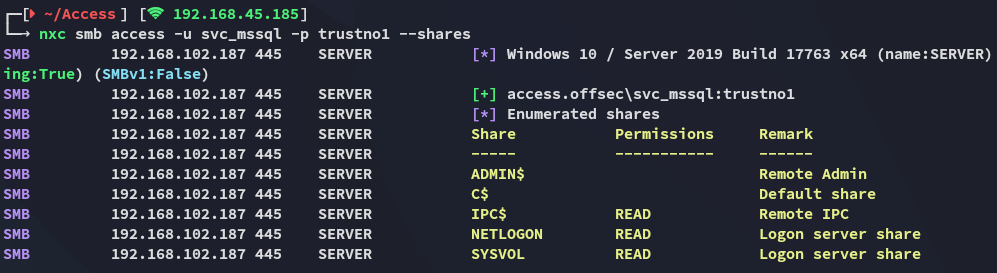 [~/Access] [192.168.45.185]
nxc smb access -u svc_mssql -p trustno1 --shares
SMB 192.168.102.187 445 SERVER [*] Windows 10 / Server 2019 Build 17763 x64 (name:SERVER)
ing:True) (SMBv1:False)
SMB 192.168.102.187 445 SERVER [+] access.offsec\svc_mssql:trustno1
SMB 192.168.102.187 445 SERVER [*] Enumerated shares
SMB 192.168.102.187 445 SERVER Share Permissions Remark
SMB 192.168.102.187 445 SERVER ----- ----------- ------
SMB 192.168.102.187 445 SERVER ADMIN$ Remote Admin
SMB 192.168.102.187 445 SERVER C$ Default share
SMB 192.168.102.187 445 SERVER IPC$ READ Remote IPC
SMB 192.168.102.187 445 SERVER NETLOGON READ Logon server share
SMB 192.168.102.187 445 SERVER SYSVOL READ Logon server share